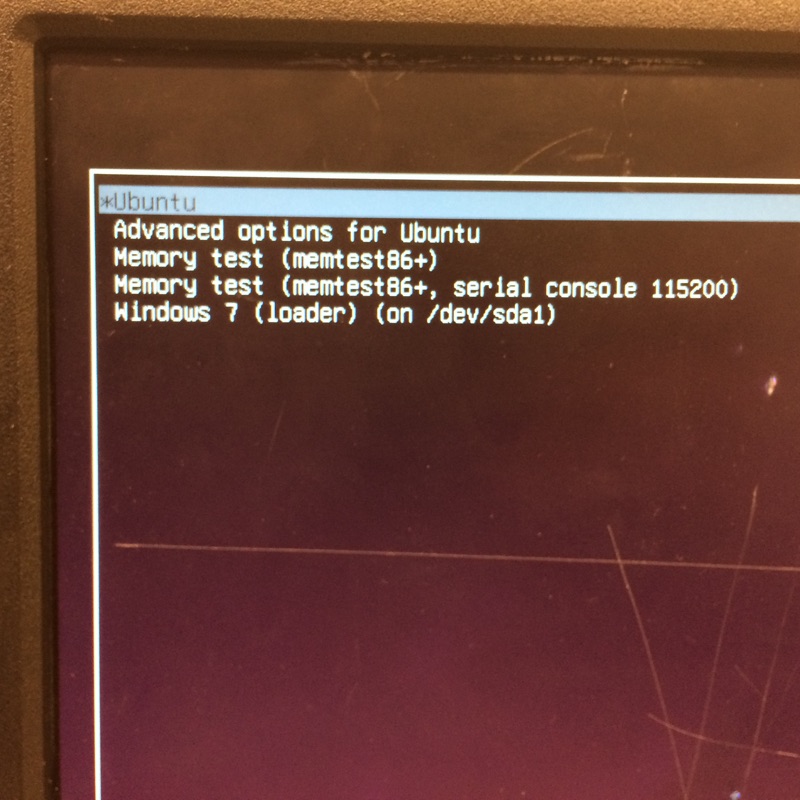 *Ubuntu
Advanced options for Ubuntu
Memory test (memtest86+)
Memory test (memtest86+, serial console 115200)
Windows 7 (loader) (on /dev/sda1)